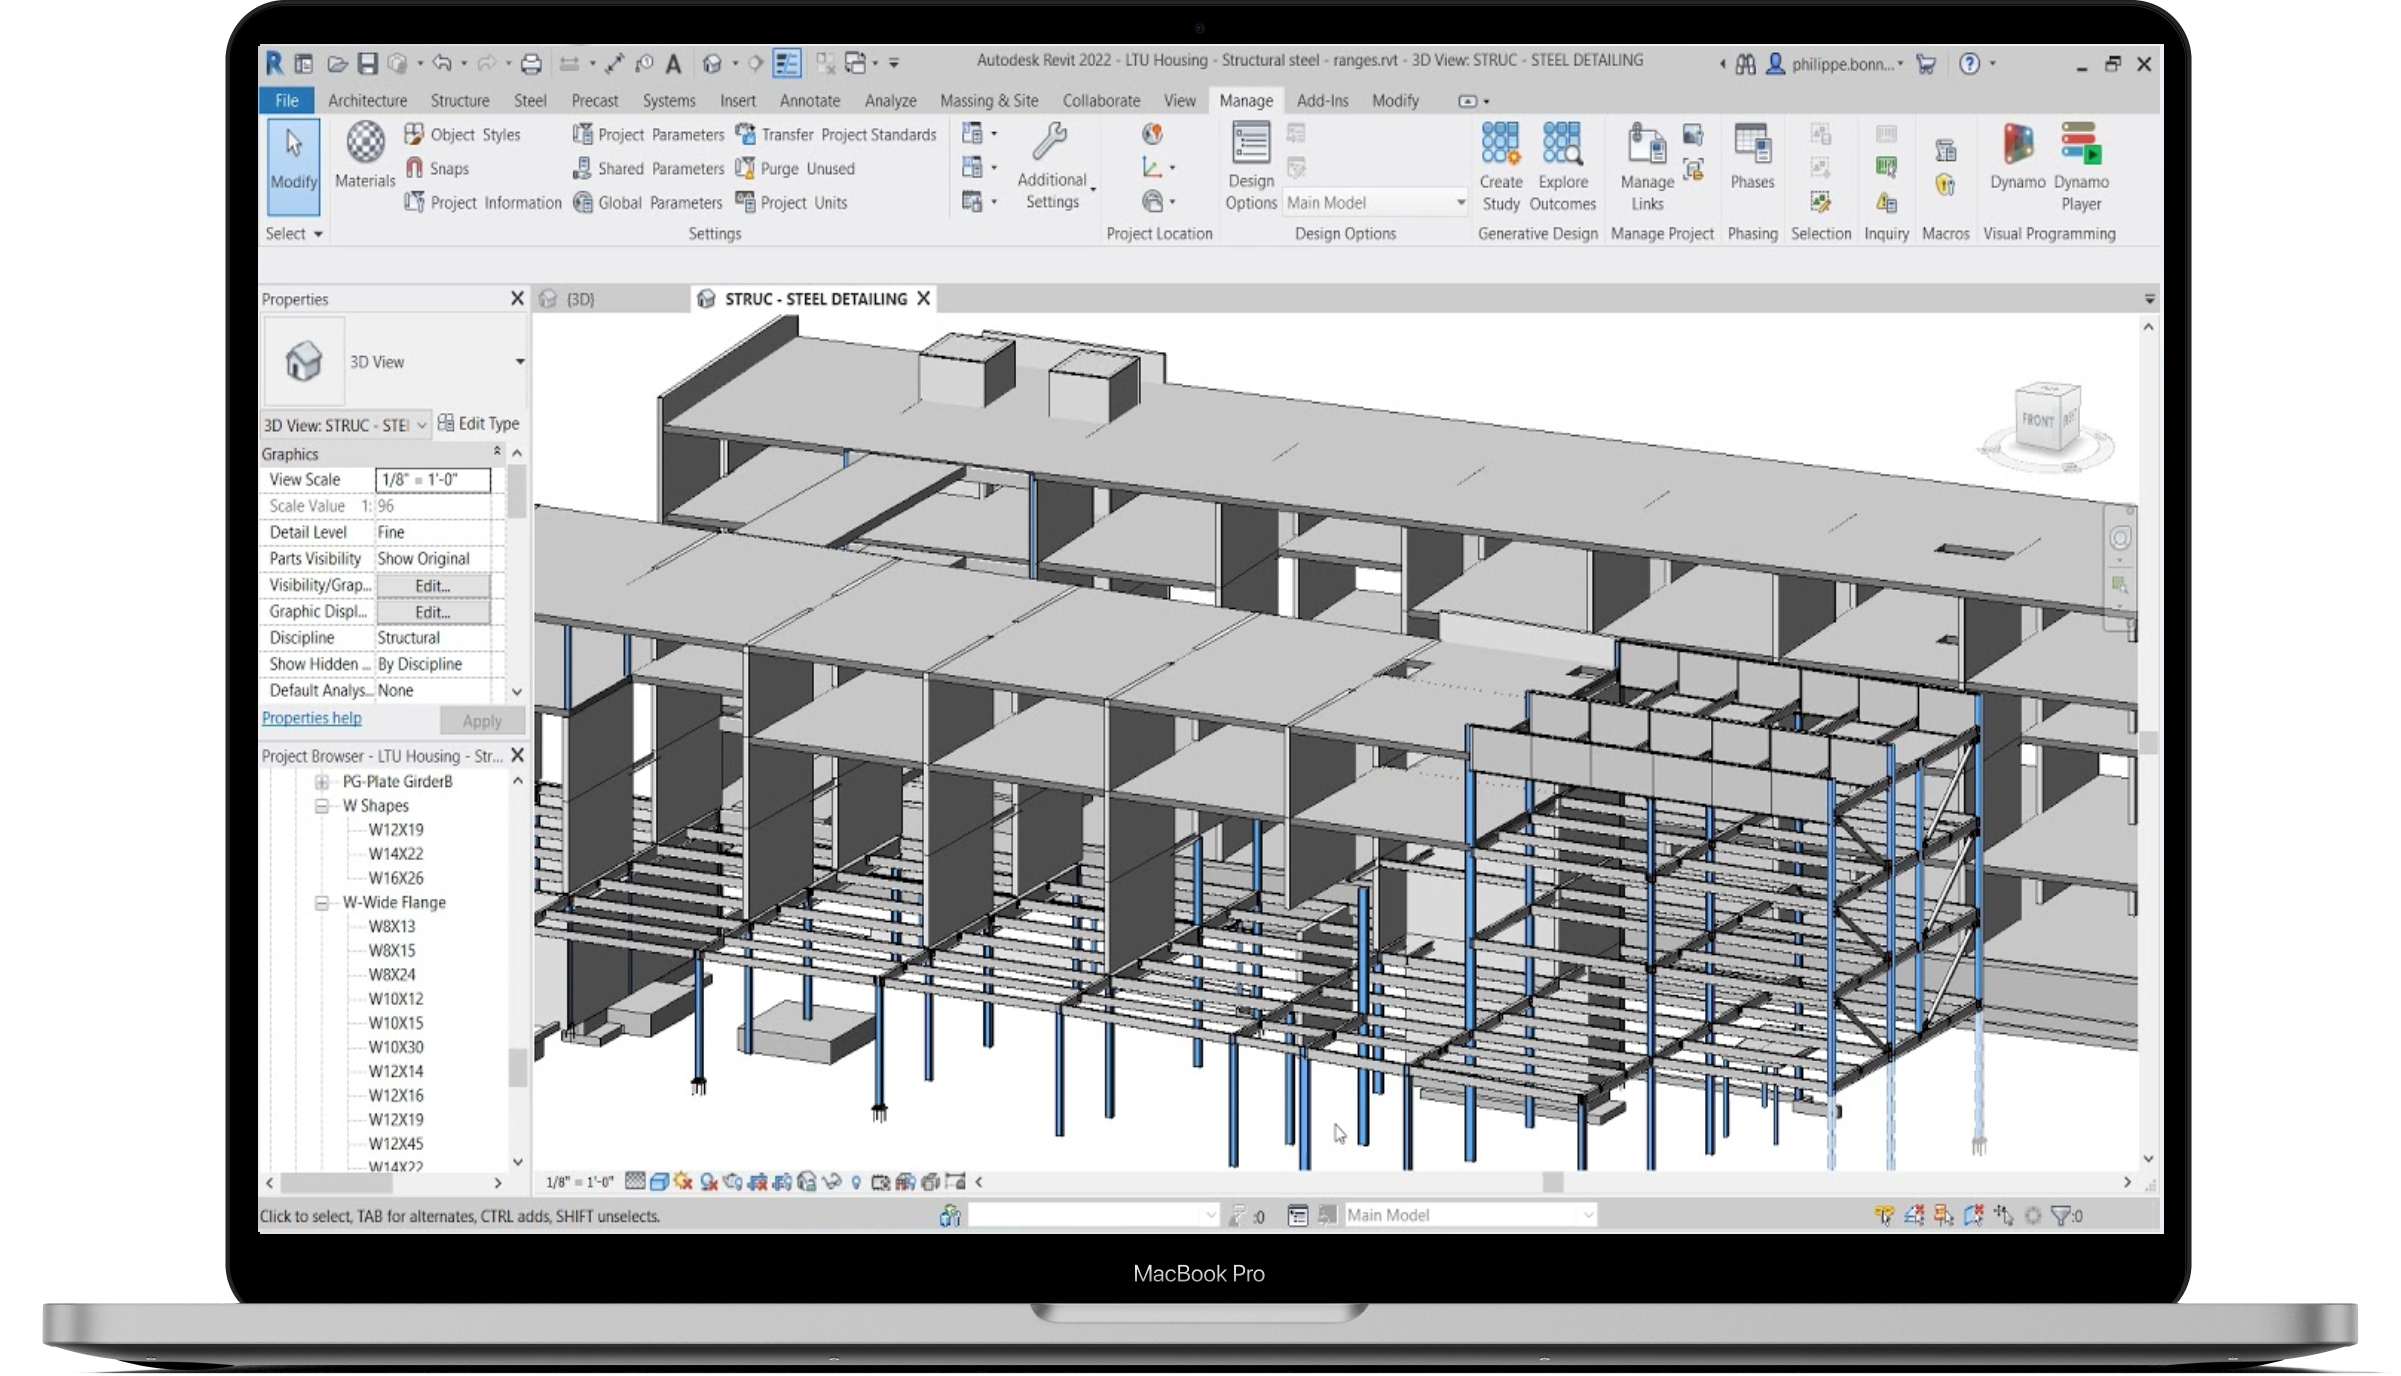 Autodesk Revit 2022 - LTU Housing - Structural steel - ranges.rvt - 3D View: STRUC - STEEL DETAILING
philippe.bonn...
File Architecture Structure Steel Precast Systems Insert Annotate Analyze Massing & Site Collaborate View Manage Add-Ins Modify
Modify
Materials
Object Styles
Snaps
Project Information
Project Parameters
Shared Parameters
Global Parameters
Transfer Project Standards
Purge Unused
Project Units
Additional
Settings
Design
Options
Main Model
Create
Study
Explore
Outcomes
Manage
Links
Phases
Dynamo
Dynamo
Player
Select
Settings
Project Location
Design Options
Generative Design
Manage Project
Phasing
Selection
Inquiry
Macros
Visual Programming
Properties
{3D}
STRUC - STEEL DETAILING
3D View
3D View: STRUC - STEI
Edit Type
Graphics
View Scale 1/8" = 1'-0"
Scale Value 1: 96
Detail Level Fine
Parts Visibility Show Original
Visibility/Grap... Edit...
Graphic Displ... Edit...
Discipline Structural
Show Hidden ... By Discipline
Default Analys... None
Properties help
Apply
Project Browser - LTU Housing - Str...
PG-Plate GirderB
W Shapes
W12X19
W14X22
W16X26
W-Wide Flange
W8X13
W8X15
W8X24
W10X12
W10X15
W10X30
W12X14
W12X16
W12X19
W12X45
W14X22
FRONT
1/8" = 1'-0"
Click to select, TAB for alternates, CTRL adds, SHIFT unselects.
:0
Main Model
:0
MacBook Pro